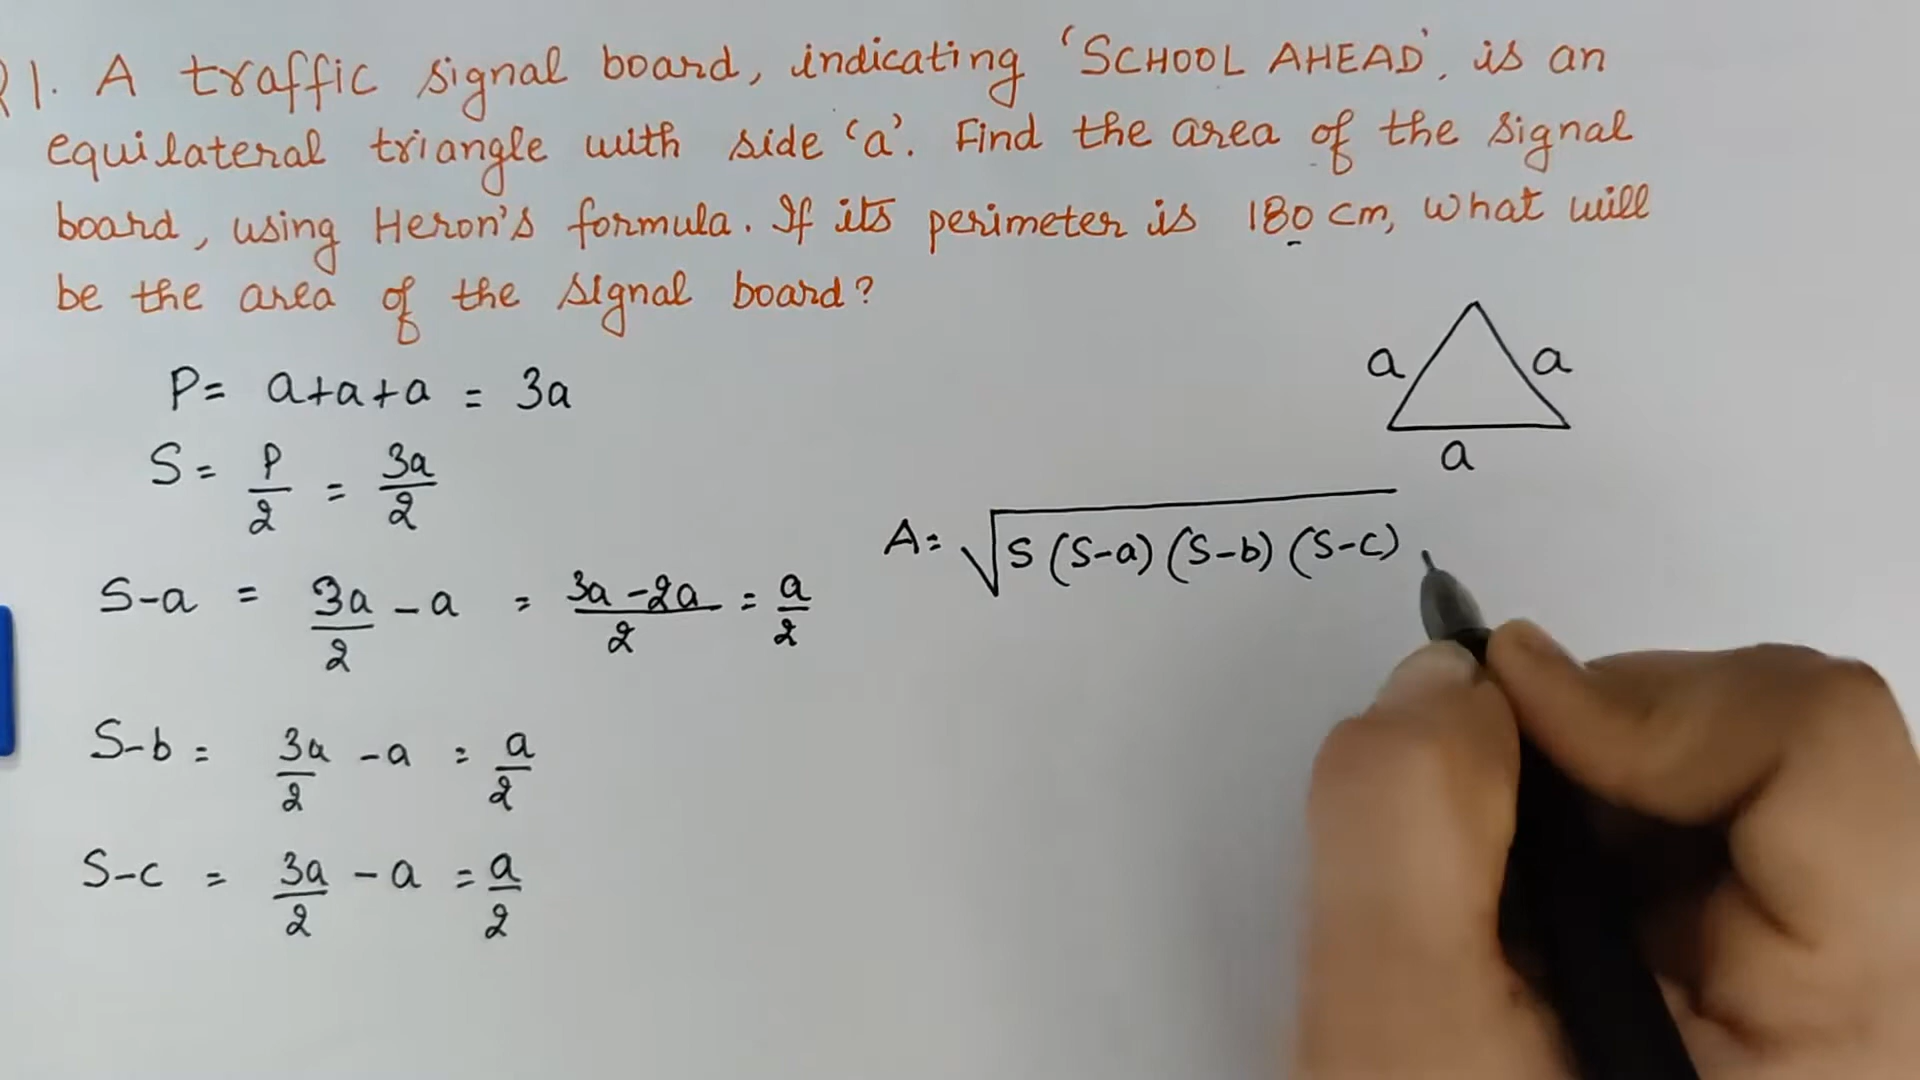 1. A traffic signal board, indicating 'SCHOOL AHEAD', is an
equilateral triangle with side 'a'. Find the area of the signal
board, using Heron's formula. If its perimeter is 180 cm, what will
be the area of the signal board?
P = a+a+a = 3a
S = P/2 = 3a/2
S-a = 3a/2 - a = (3a-2a)/2 = a/2
S-b = 3a/2 - a = a/2
S-c = 3a/2 - a = a/2
a
a
a
A = √S(S-a)(S-b)(S-c)